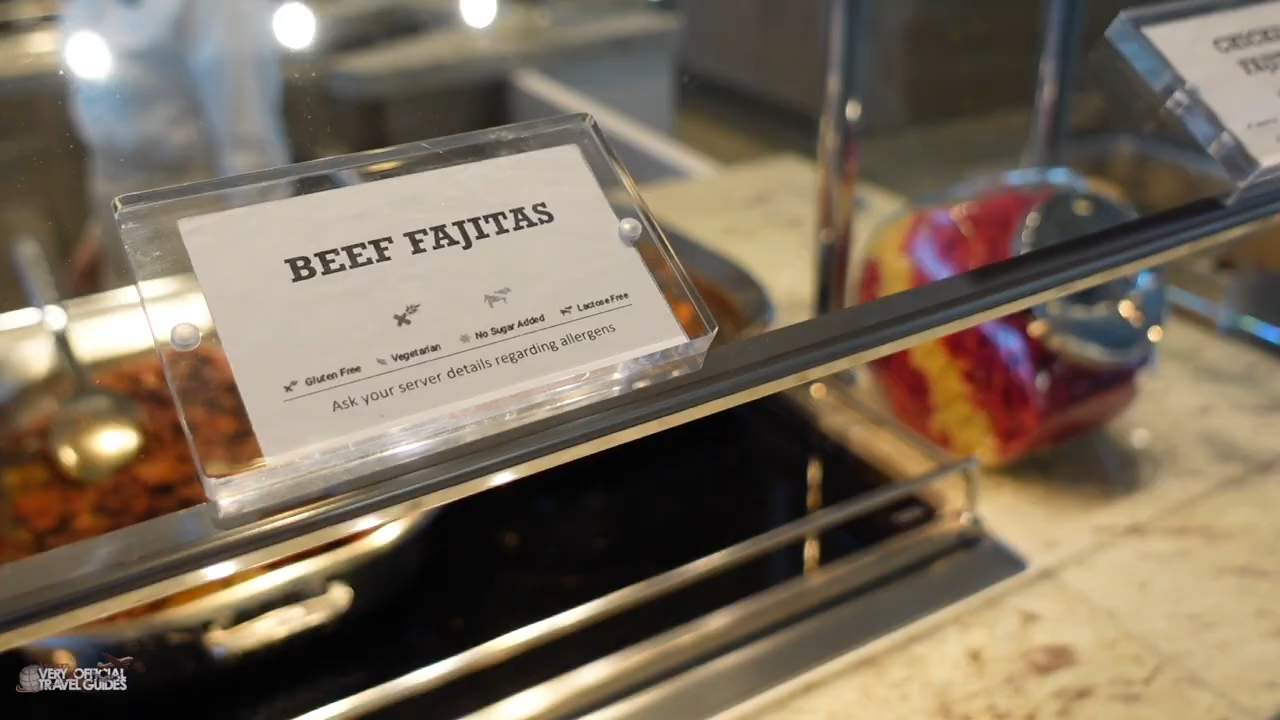 BEEF FAJITAS
Gluten Free Vegetarian No Sugar Added Lactose Free
Ask your server details regarding allergens
VERY OFFICIAL
TRAVEL GUIDES